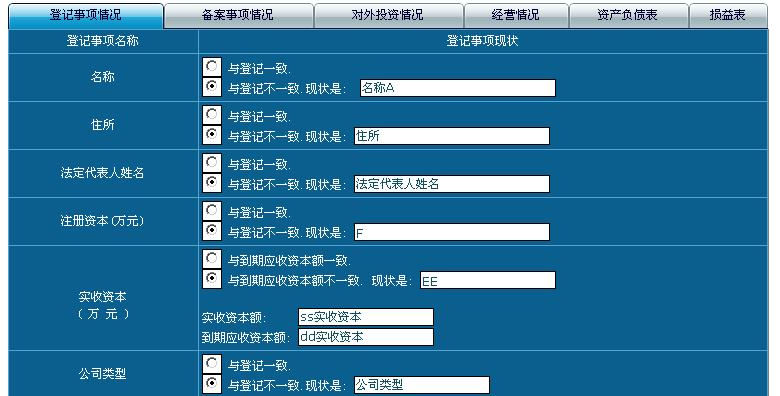 登记事项情况 备案事项情况 对外投资情况 经营情况 资产负债表 损益表
登记事项名称 登记事项现状
名称
与登记一致.
与登记不一致.现状是: 名称A
住所
与登记一致.
与登记不一致.现状是: 住所
法定代表人姓名
与登记一致.
与登记不一致.现状是: 法定代表人姓名
注册资本(万元)
与登记一致.
与登记不一致.现状是: F
实收资本
(万元)
与到期应收资本额一致.
与到期应收资本额不一致. 现状是: EE
实收资本额: ss实收资本
到期应收资本额: dd实收资本
公司类型
与登记一致.
与登记不一致.现状是: 公司类型